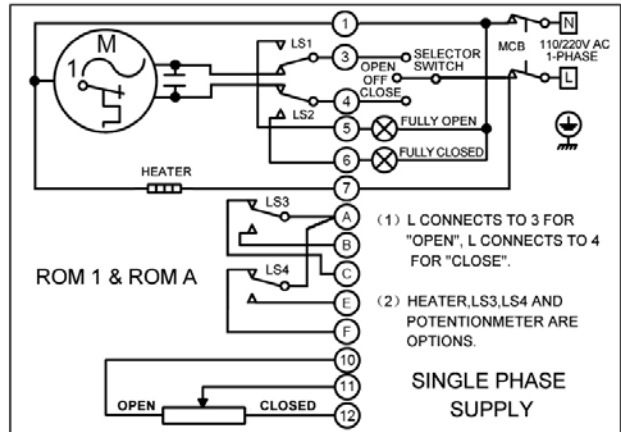 M
1
LS1
LS2
1
3
4
5
6
7
OPEN
OFF
CLOSE
SELECTOR
SWITCH
MCB
N
L
110/220V AC
1-PHASE
FULLY OPEN
FULLY CLOSED
HEATER
LS3
LS4
A
B
C
E
F
10
11
12
ROM 1 & ROM A
(1) L CONNECTS TO 3 FOR
"OPEN", L CONNECTS TO 4
FOR "CLOSE".
(2) HEATER,LS3,LS4 AND
POTENTIONMETER ARE
OPTIONS.
OPEN
CLOSED
SINGLE PHASE
SUPPLY